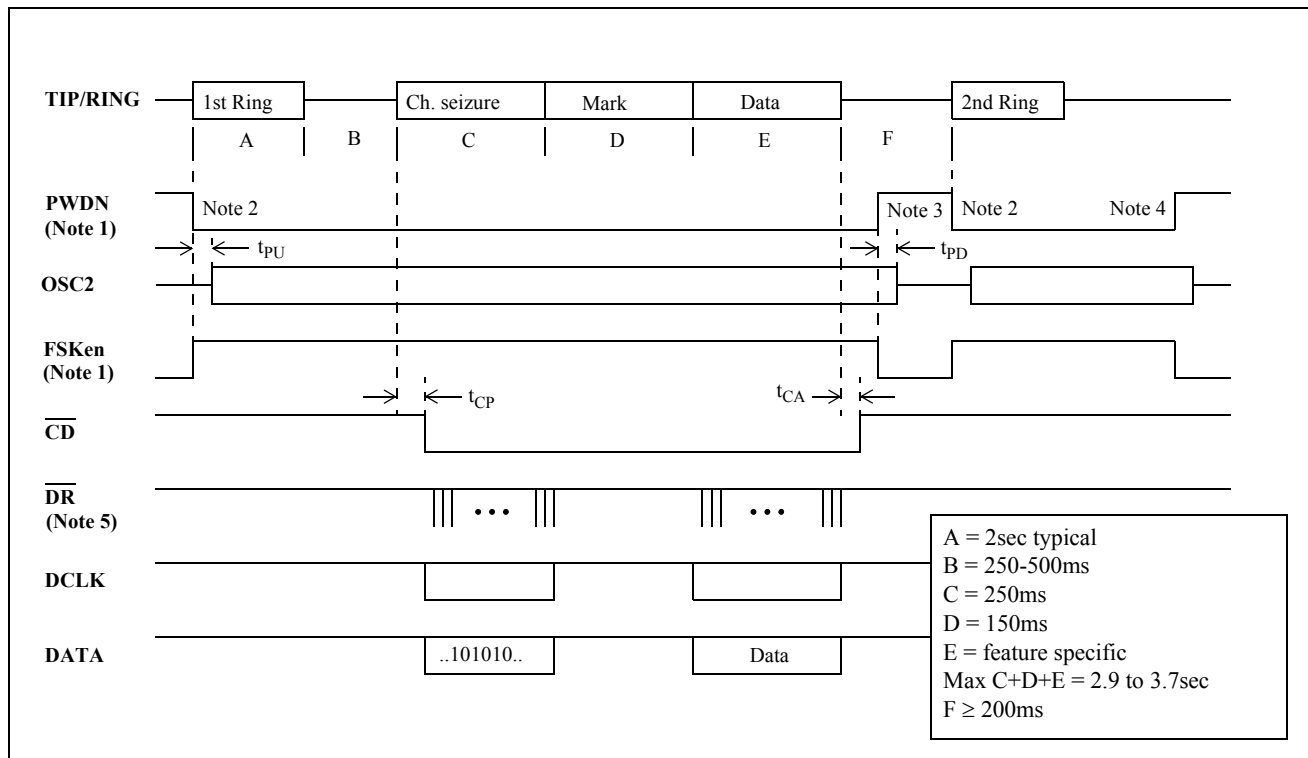 TIP/RING
1st Ring
Ch. seizure
Mark
Data
2nd Ring
A
B
C
D
E
F
PWDN
(Note 1)
Note 2
Note 3
Note 2
Note 4
tPU
tPD
OSC2
FSKen
(Note 1)
tCP
tCA
CD
DR
(Note 5)
• • •
• • •
DCLK
DATA
..101010..
Data
A = 2sec typical
B = 250-500ms
C = 250ms
D = 150ms
E = feature specific
Max C+D+E = 2.9 to 3.7sec
F ≥ 200ms